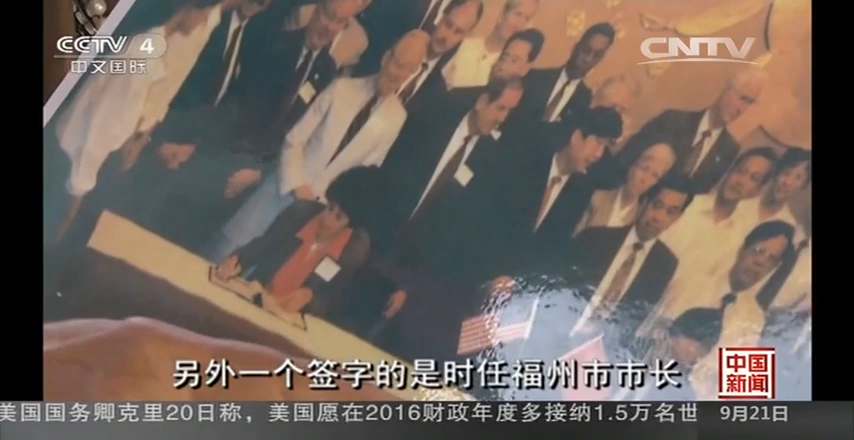 CCTV 4
中文国际
CNTV
另外一个签字的是时任福州市市长
中国
新闻
美国国务卿克里20日称，美国愿在2016财政年度多接纳1.5万名世
9月21日